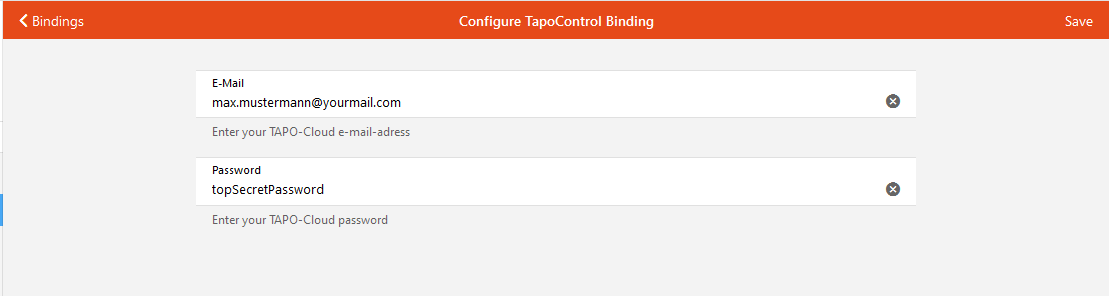 Bindings Configure TapoControl Binding Save
E-Mail
max.mustermann@yourmail.com
Enter your TAPO-Cloud e-mail-adress
Password
topSecretPassword
Enter your TAPO-Cloud password